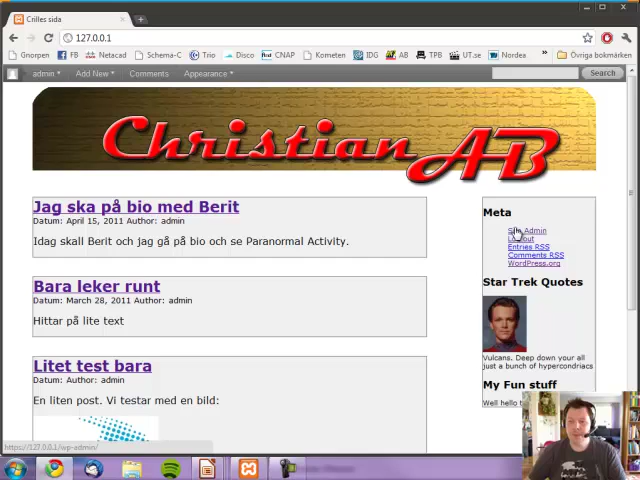 Crilles sida
127.0.0.1
Gnorpen FB Netacad Schema-C Trio Disco CNAP Kometen IDG AB TPB UT.se Nordea » Övriga bokmärken
admin Add New Comments Appearance Search
Christian AB
Jag ska på bio med Berit
Datum: April 15, 2011 Author: admin
Idag skall Berit och jag gå på bio och se Paranormal Activity.
Bara leker runt
Datum: March 28, 2011 Author: admin
Hittar på lite text
Litet test bara
Datum: Author: admin
En liten post. Vi testar med en bild:
Meta
Site Admin
Logout
Entries RSS
Comments RSS
WordPress.org
Star Trek Quotes
Vulcans. Deep down your all
just a bunch of hypercondriacs
My Fun stuff
Well hello
https://127.0.0.1/wp-admin/